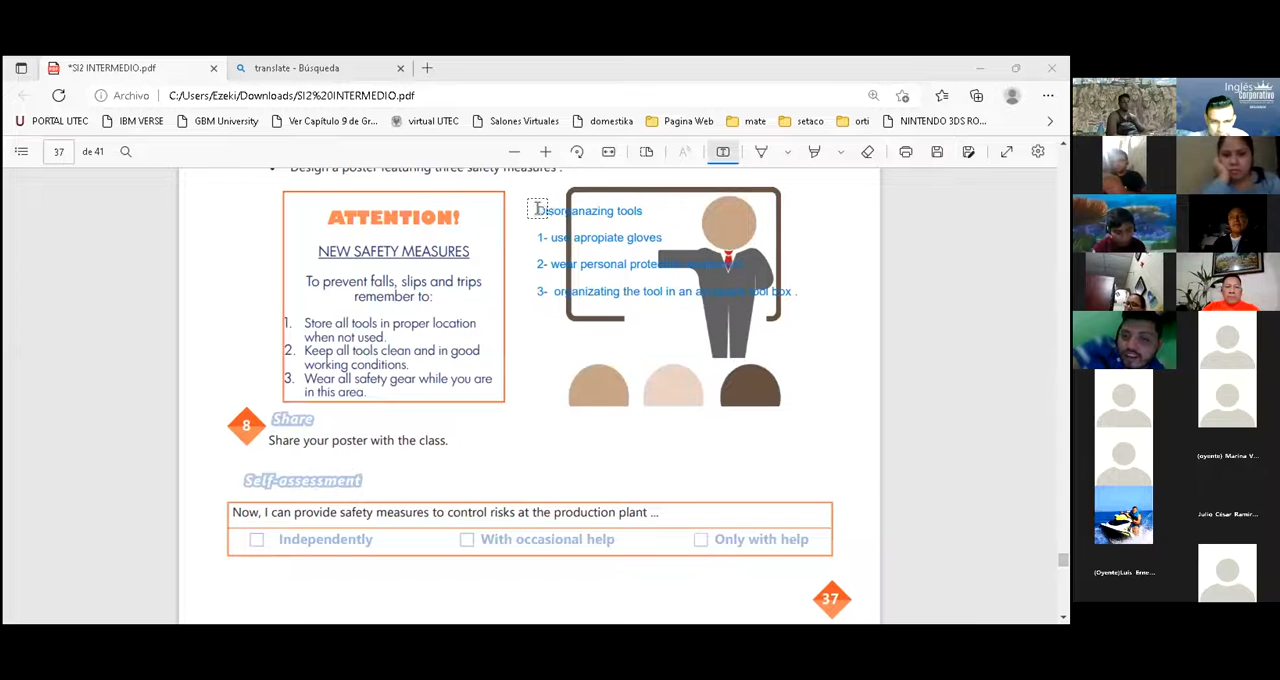 *SI2 INTERMEDIO.pdf
translate - Búsqueda
Archivo
C:/Users/Ezeki/Downloads/SI2%20INTERMEDIO.pdf
PORTAL UTEC
IBM VERSE
GBM University
Ver Capítulo 9 de Gr...
virtual UTEC
Salones Virtuales
domestika
Pagina Web
mate
setaco
orti
NINTENDO 3DS RO...
37 de 41
Design a poster featuring three safety measures .
ATTENTION!
NEW SAFETY MEASURES
To prevent falls, slips and trips
remember to:
1. Store all tools in proper location
when not used.
2. Keep all tools clean and in good
working conditions.
3. Wear all safety gear while you are
in this area.
Disorganazing tools
1- use apropiate gloves
2- wear personal
3- organizating the tool in an tool box .
8 Share
Share your poster with the class.
Self-assessment
Now, I can provide safety measures to control risks at the production plant ...
Independently
With occasional help
Only with help
37
Inglés
Corporativo
(oyente) Marina V...
Julio César Ramir...
(Oyente)Luis Erne...